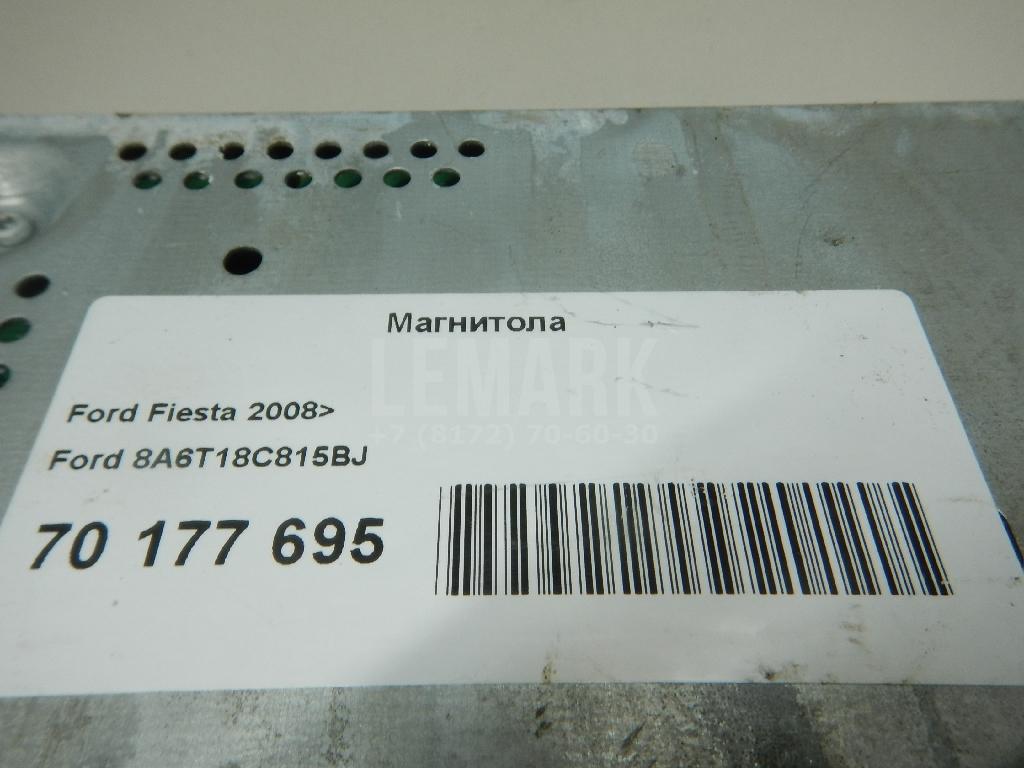 Магнитола
LEMARK
+7 (8172) 70-60-30
Ford Fiesta 2008>
Ford 8A6T18C815BJ
70 177 695